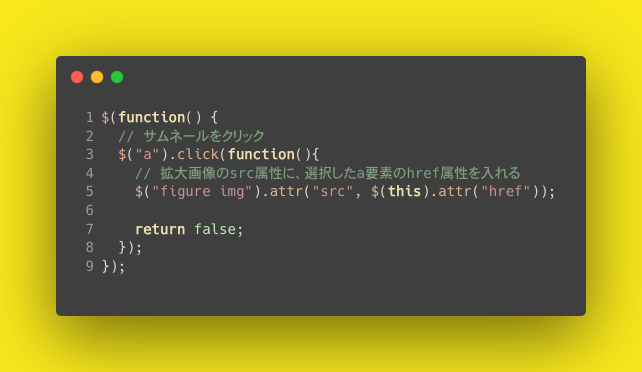 1 $(function() {
2 // サムネールをクリック
3 $("a").click(function(){
4 // 拡大画像のsrc属性に、選択したa要素のhref属性を入れる
5 $("figure img").attr("src", $(this).attr("href"));
6
7 return false;
8 });
9 });